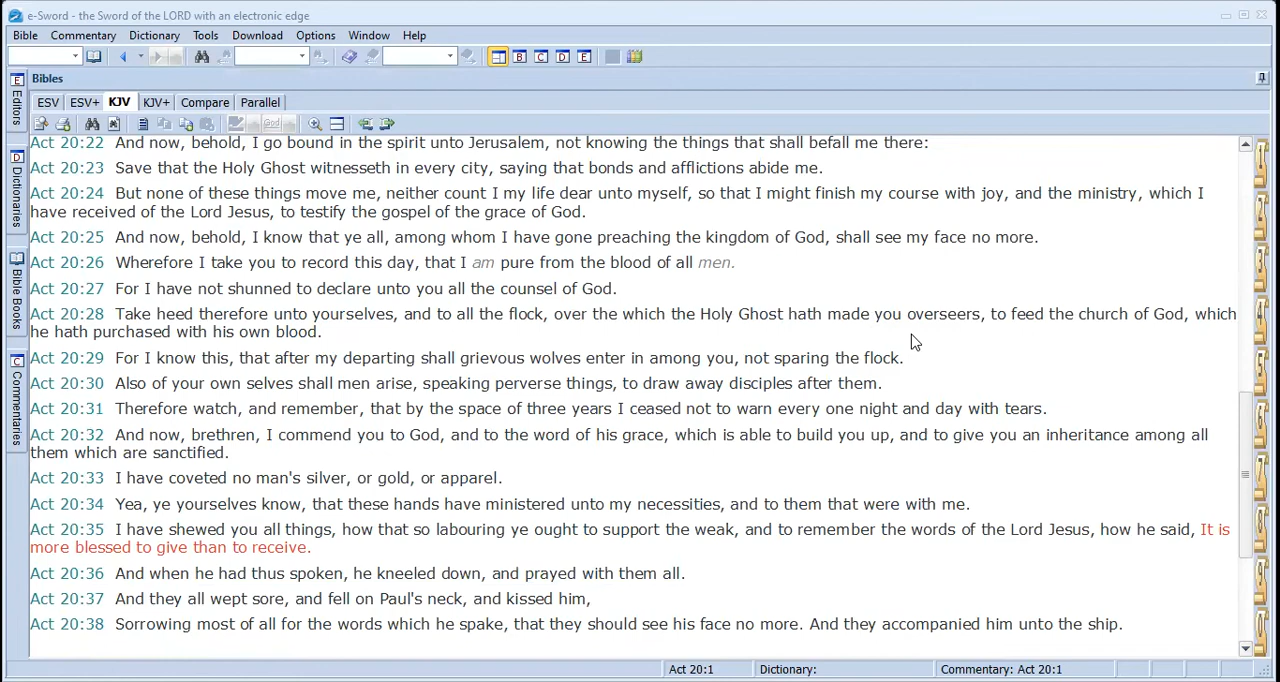 e-Sword - the Sword of the LORD with an electronic edge
Bible Commentary Dictionary Tools Download Options Window Help
B C D E
Bibles
ESV ESV+ KJV KJV+ Compare Parallel
God
E Editors
D Dictionaries
Bible Books
C Commentaries
Act 20:22 And now, behold, I go bound in the spirit unto Jerusalem, not knowing the things that shall befall me there:
Act 20:23 Save that the Holy Ghost witnesseth in every city, saying that bonds and afflictions abide me.
Act 20:24 But none of these things move me, neither count I my life dear unto myself, so that I might finish my course with joy, and the ministry, which I
have received of the Lord Jesus, to testify the gospel of the grace of God.
Act 20:25 And now, behold, I know that ye all, among whom I have gone preaching the kingdom of God, shall see my face no more.
Act 20:26 Wherefore I take you to record this day, that I am pure from the blood of all men.
Act 20:27 For I have not shunned to declare unto you all the counsel of God.
Act 20:28 Take heed therefore unto yourselves, and to all the flock, over the which the Holy Ghost hath made you overseers, to feed the church of God, which
he hath purchased with his own blood.
Act 20:29 For I know this, that after my departing shall grievous wolves enter in among you, not sparing the flock.
Act 20:30 Also of your own selves shall men arise, speaking perverse things, to draw away disciples after them.
Act 20:31 Therefore watch, and remember, that by the space of three years I ceased not to warn every one night and day with tears.
Act 20:32 And now, brethren, I commend you to God, and to the word of his grace, which is able to build you up, and to give you an inheritance among all
them which are sanctified.
Act 20:33 I have coveted no man's silver, or gold, or apparel.
Act 20:34 Yea, ye yourselves know, that these hands have ministered unto my necessities, and to them that were with me.
Act 20:35 I have shewed you all things, how that so labouring ye ought to support the weak, and to remember the words of the Lord Jesus, how he said, It is
more blessed to give than to receive.
Act 20:36 And when he had thus spoken, he kneeled down, and prayed with them all.
Act 20:37 And they all wept sore, and fell on Paul's neck, and kissed him,
Act 20:38 Sorrowing most of all for the words which he spake, that they should see his face no more. And they accompanied him unto the ship.
1
2
3
4
5
6
7
8
9
0
Act 20:1 Dictionary: Commentary: Act 20:1